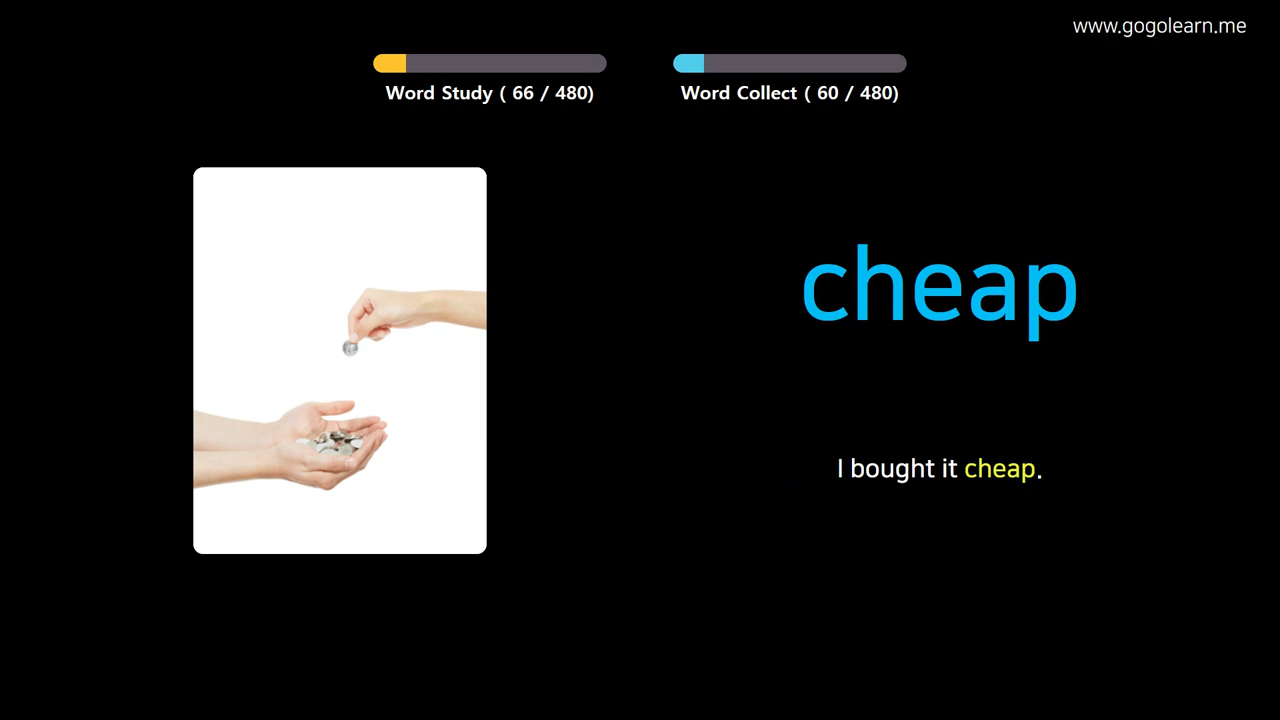 www.gogolearn.me
Word Study ( 66 / 480)
Word Collect ( 60 / 480)
cheap
I bought it cheap.